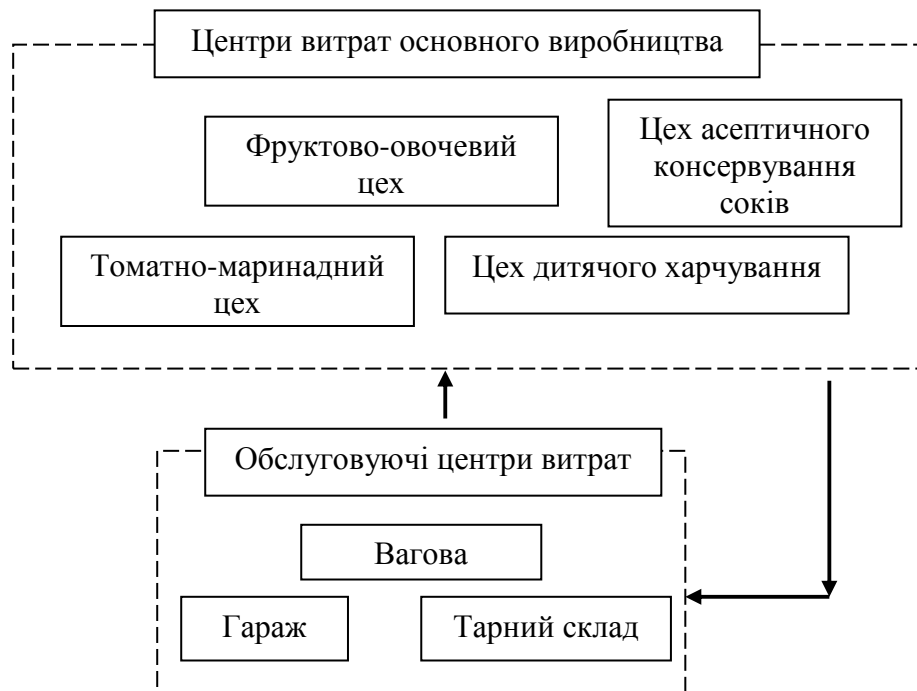 Центри витрат основного виробництва
Фруктово-овочевий
цех
Цех асептичного
консервування
соків
Томатно-маринадний
цех
Цех дитячого харчування
Обслуговуючі центри витрат
Вагова
Гараж
Тарний склад